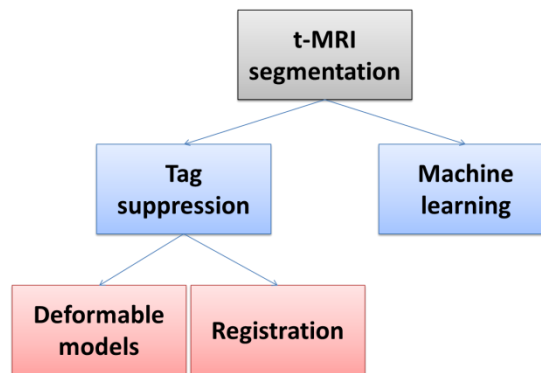 t-MRI
segmentation
Tag
suppression
Machine
learning
Deformable
models
Registration